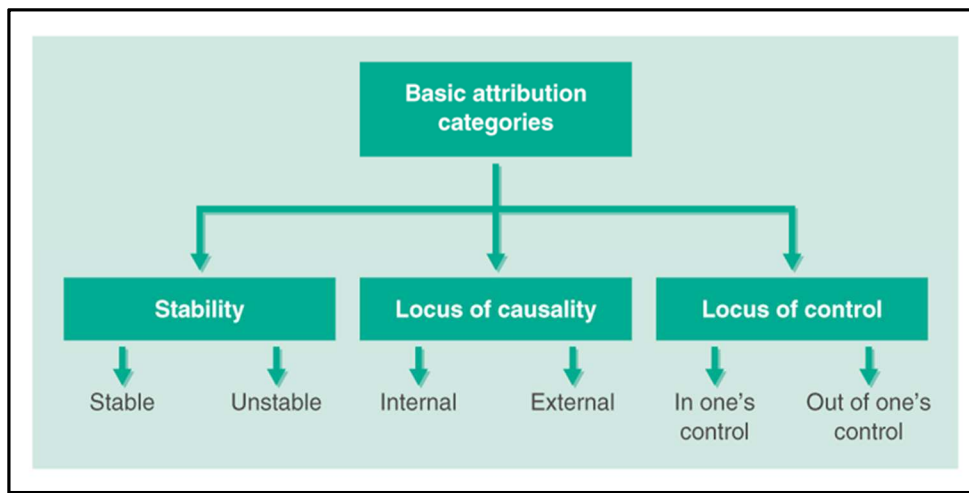 Basic attribution
categories
Stability
Locus of causality
Locus of control
Stable
Unstable
Internal
External
In one’s
control
Out of one’s
control